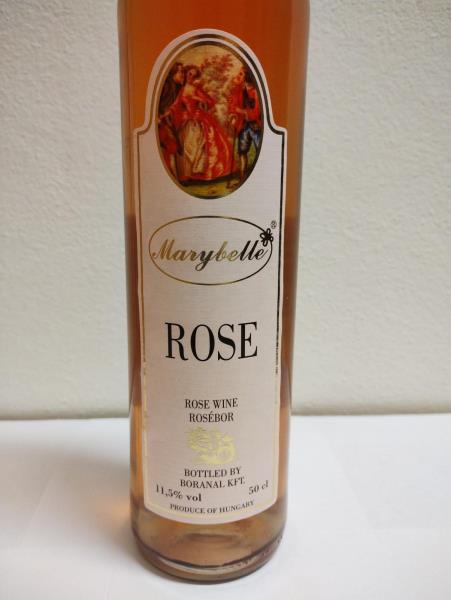 Marybelle ®
ROSE
ROSE WINE
ROSÉBOR
BOTTLED BY
BORANAL KFT.
11,5% vol 50 cl
PRODUCE OF HUNGARY